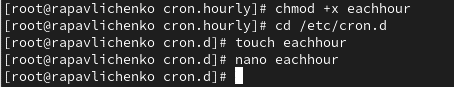 [root@rapavlichenko cron.hourly]# chmod +x eachhour
[root@rapavlichenko cron.hourly]# cd /etc/cron.d
[root@rapavlichenko cron.d]# touch eachhour
[root@rapavlichenko cron.d]# nano eachhour
[root@rapavlichenko cron.d]#